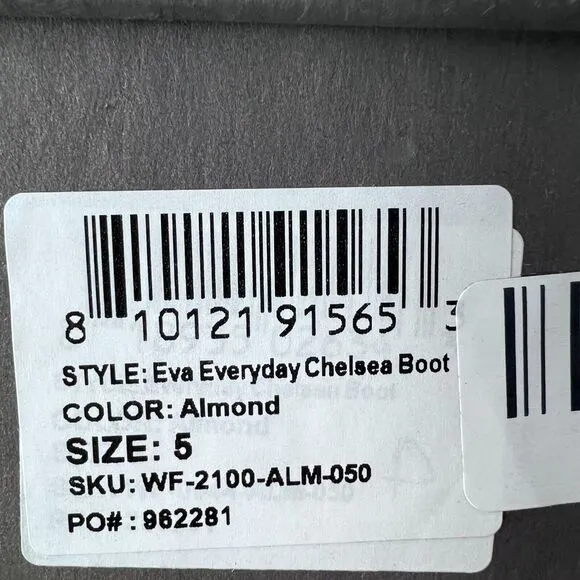 8 10121 91565 3
STYLE: Eva Everyday Chelsea Boot
COLOR: Almond
SIZE: 5
SKU: WF-2100-ALM-050
PO# : 962281